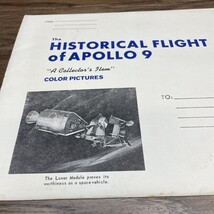 The
HISTORICAL FLIGHT
of APOLLO 9
"A Collector's Item"
COLOR PICTURES
TO:
The Lunar Module proves its
worthiness as a space vehicle.